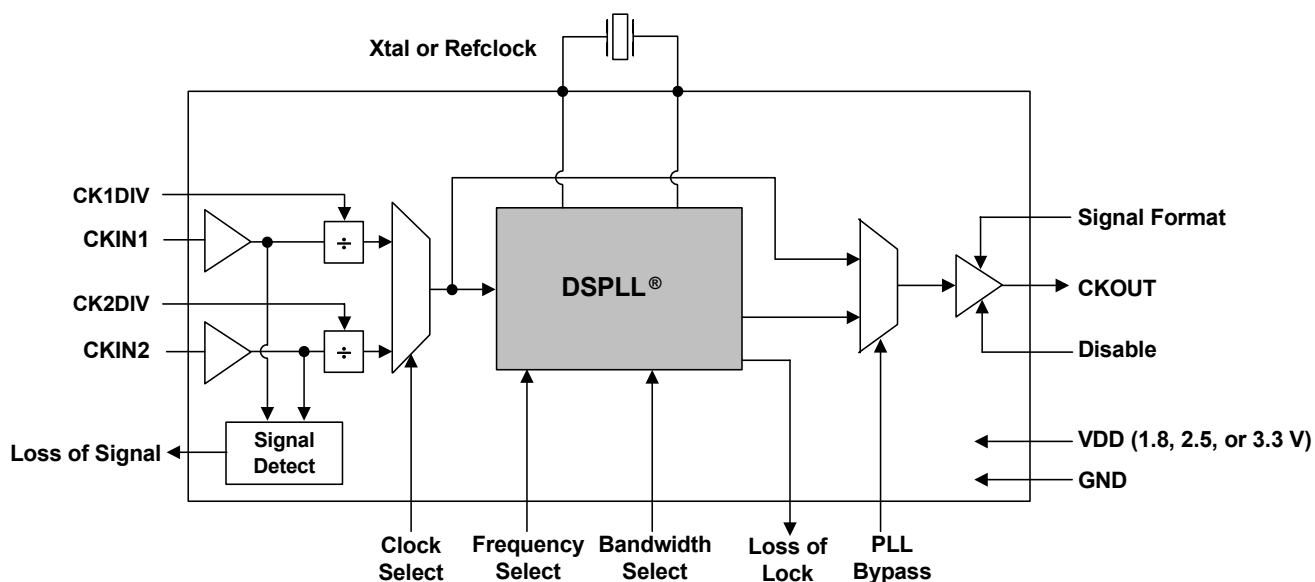 Xtal or Refclock
CK1DIV
CKIN1
÷
CK2DIV
CKIN2
÷
DSPLL®
Signal Format
CKOUT
Disable
Loss of Signal
Signal
Detect
VDD (1.8, 2.5, or 3.3 V)
GND
Clock
Select
Frequency
Select
Bandwidth
Select
Loss of
Lock
PLL
Bypass